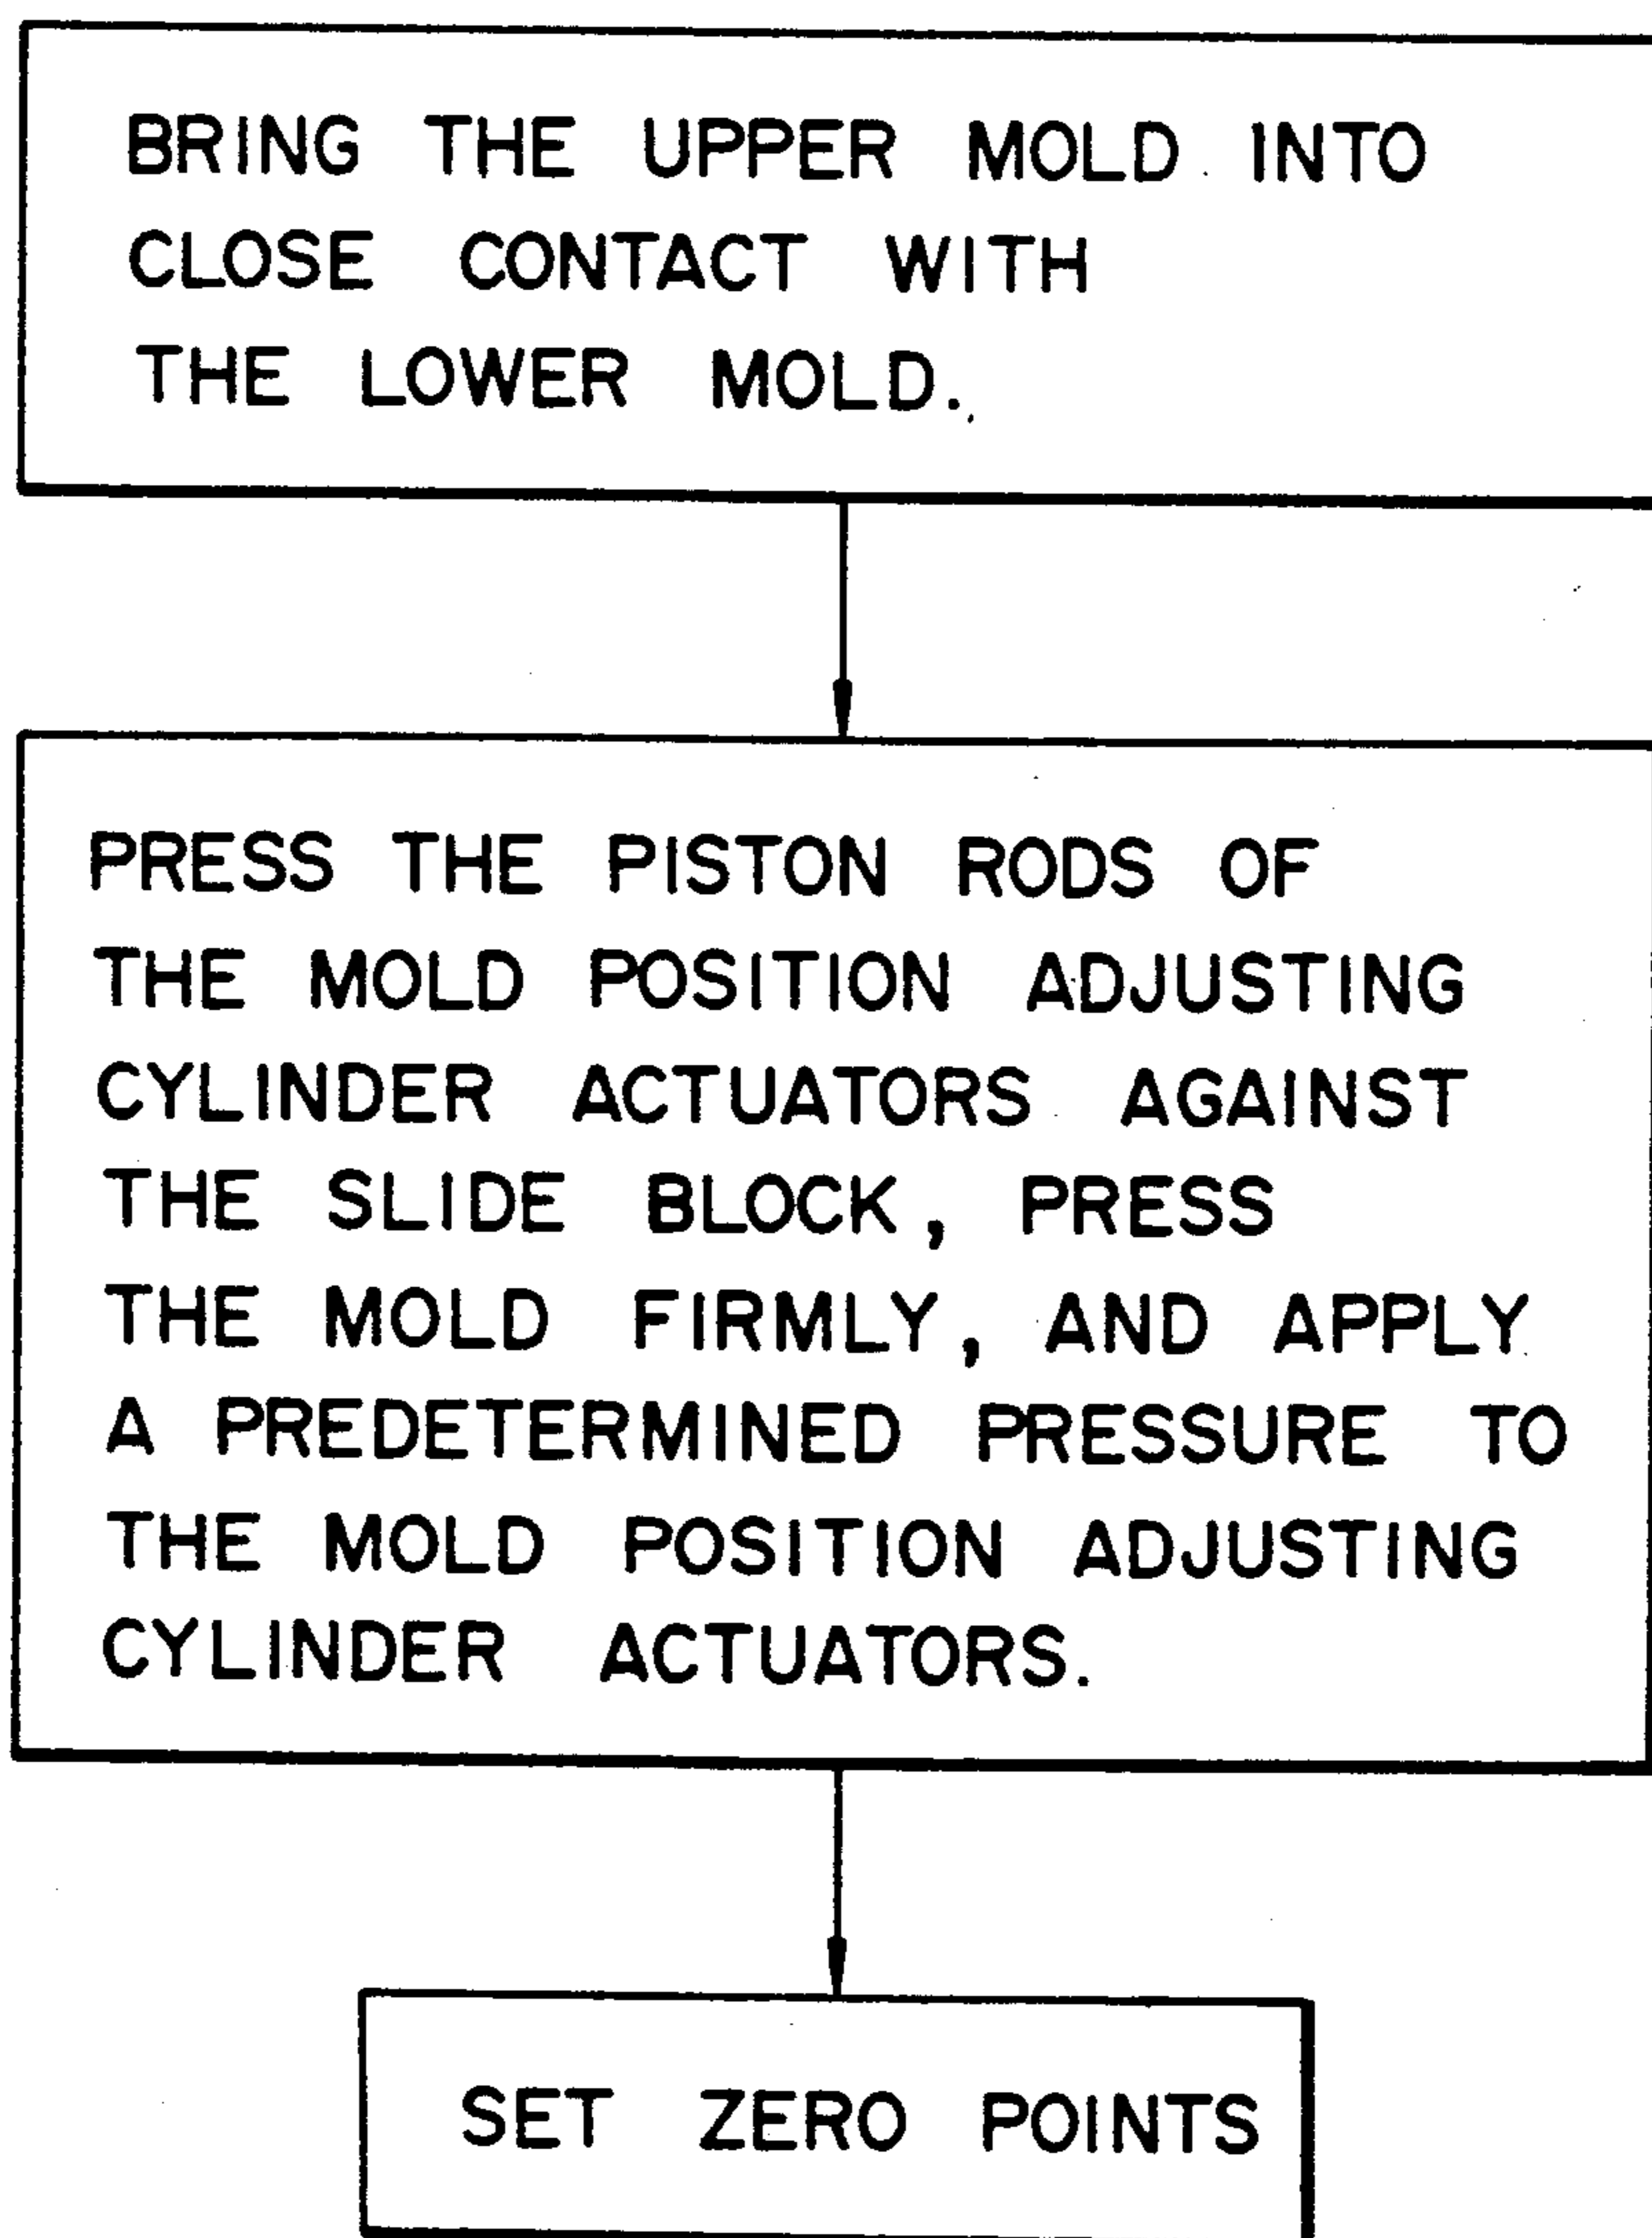 BRING THE UPPER MOLD INTO
CLOSE CONTACT WITH
THE LOWER MOLD.
PRESS THE PISTON RODS OF
THE MOLD POSITION ADJUSTING
CYLINDER ACTUATORS AGAINST
THE SLIDE BLOCK, PRESS
THE MOLD FIRMLY, AND APPLY
A PREDETERMINED PRESSURE TO
THE MOLD POSITION ADJUSTING
CYLINDER ACTUATORS.
SET ZERO POINTS